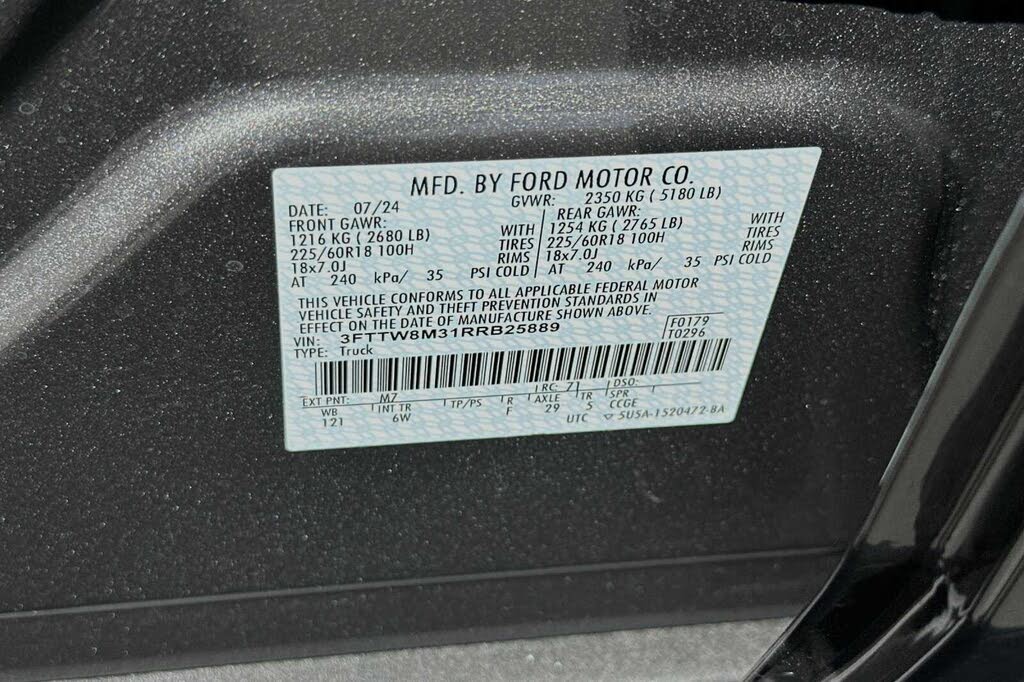 MFD. BY FORD MOTOR CO.
DATE: 07/24 GVWR: 2350 KG ( 5180 LB)
FRONT GAWR: REAR GAWR:
1216 KG ( 2680 LB) WITH 1254 KG ( 2765 LB) WITH
225/60R18 100H TIRES 225/60R18 100H TIRES
18x7.0J RIMS 18x7.0J RIMS
AT 240 kPa/ 35 PSI COLD AT 240 kPa/ 35 PSI COLD
THIS VEHICLE CONFORMS TO ALL APPLICABLE FEDERAL MOTOR
VEHICLE SAFETY AND THEFT PREVENTION STANDARDS IN
EFFECT ON THE DATE OF MANUFACTURE SHOWN ABOVE.
VIN: 3FTTW8M31RRB25889 F0179
TYPE: Truck T0296
EXT PNT: MZ RC: 71 DSO:
WB INT TR TP/PS R AXLE TR SPR
121 6W F 29 5 CCGE
UTC ▽ 5U5A-1520472-BA